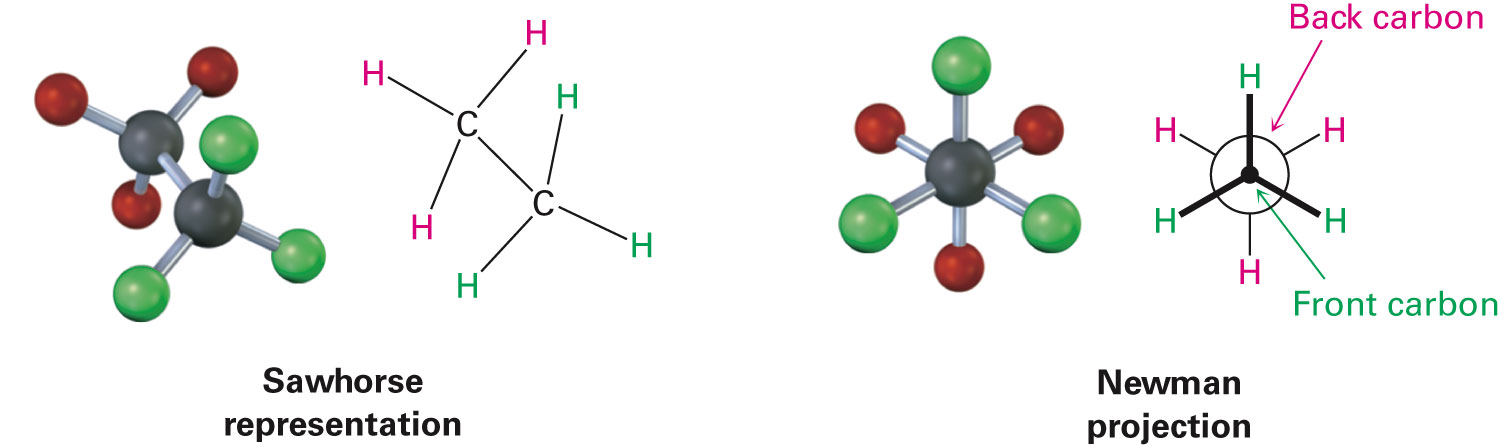 Back carbon
H
H
H
H
H
C
H
H
C
H
H
H
H
H
H
Front carbon
Sawhorse
representation
Newman
projection